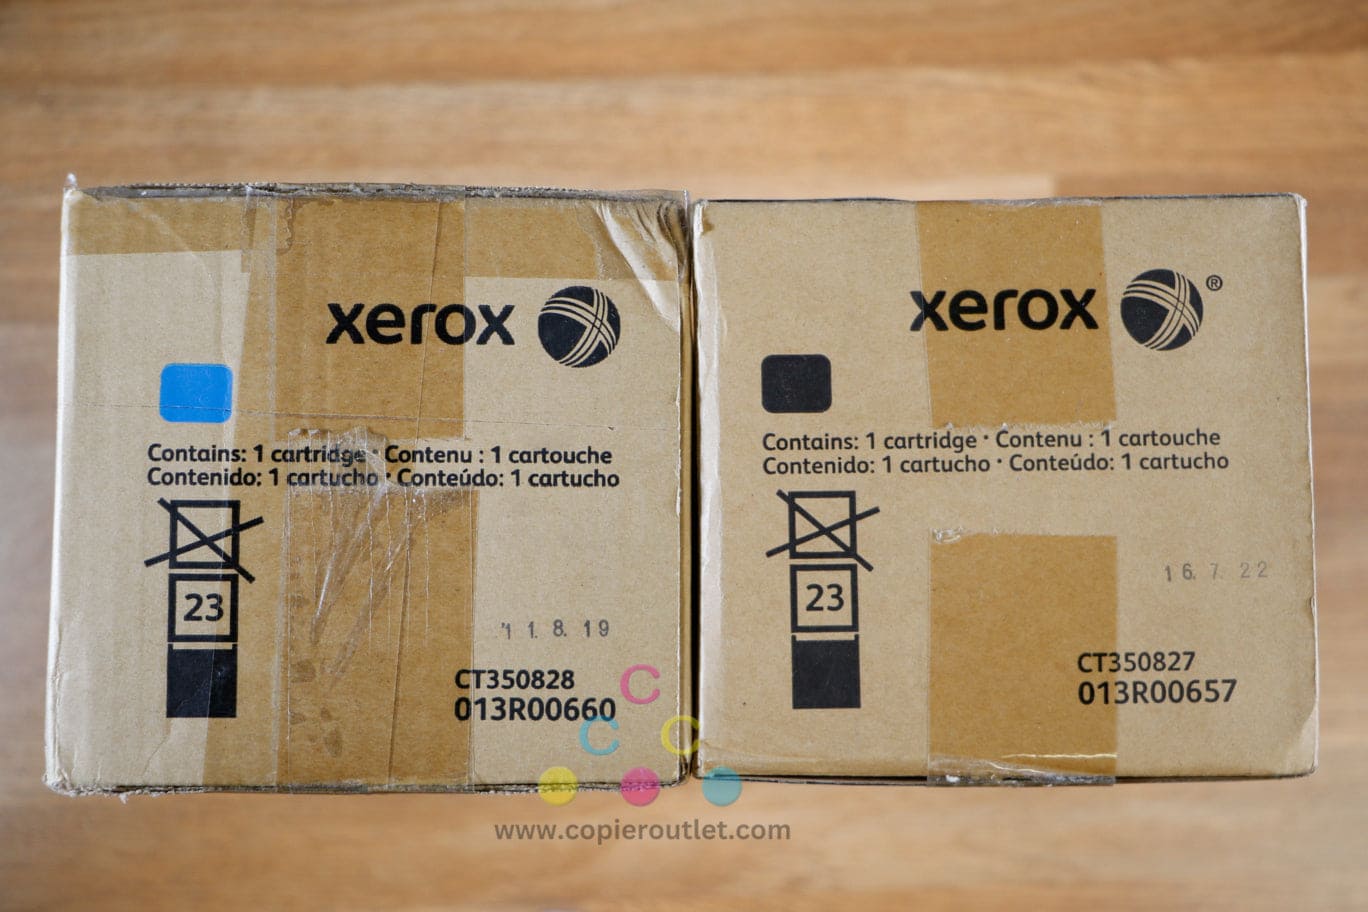 xerox
Contains: 1 cartridge · Contenu : 1 cartouche
Contenido: 1 cartucho · Conteúdo: 1 cartucho
23
'1 1. 8. 19
CT350828
013R00660
xerox ®
Contains: 1 cartridge · Contenu : 1 cartouche
Contenido: 1 cartucho · Conteúdo: 1 cartucho
23
16. 7. 22
CT350827
013R00657
C
C C
www.copieroutlet.com